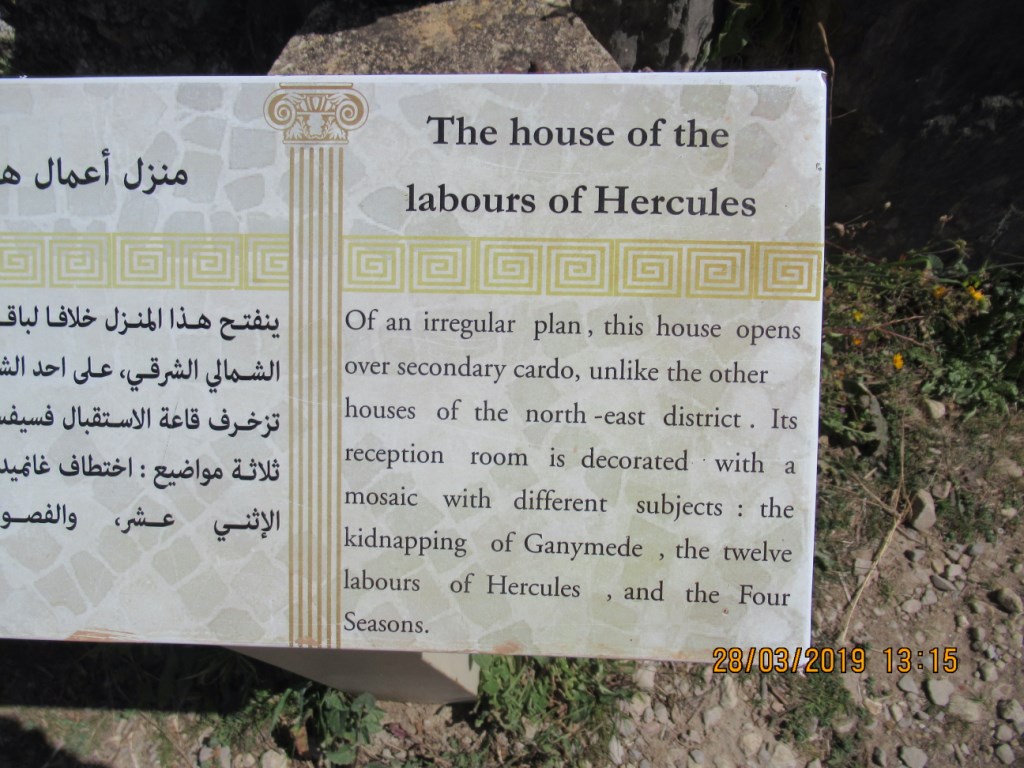 منزل أعمال
ينفتح هذا المنزل خلافا
الشمالي الشرقي، على احد
تزخرف قاعة الاستقبال
ثلاثة مواضيع : اختطاف
الإثني عشر،
The house of the
labours of Hercules
Of an irregular plan, this house opens
over secondary cardo, unlike the other
houses of the north-east district. Its
reception room is decorated with a
mosaic with different subjects : the
kidnapping of Ganymede , the twelve
labours of Hercules , and the Four
Seasons.
28/03/2019 13:15